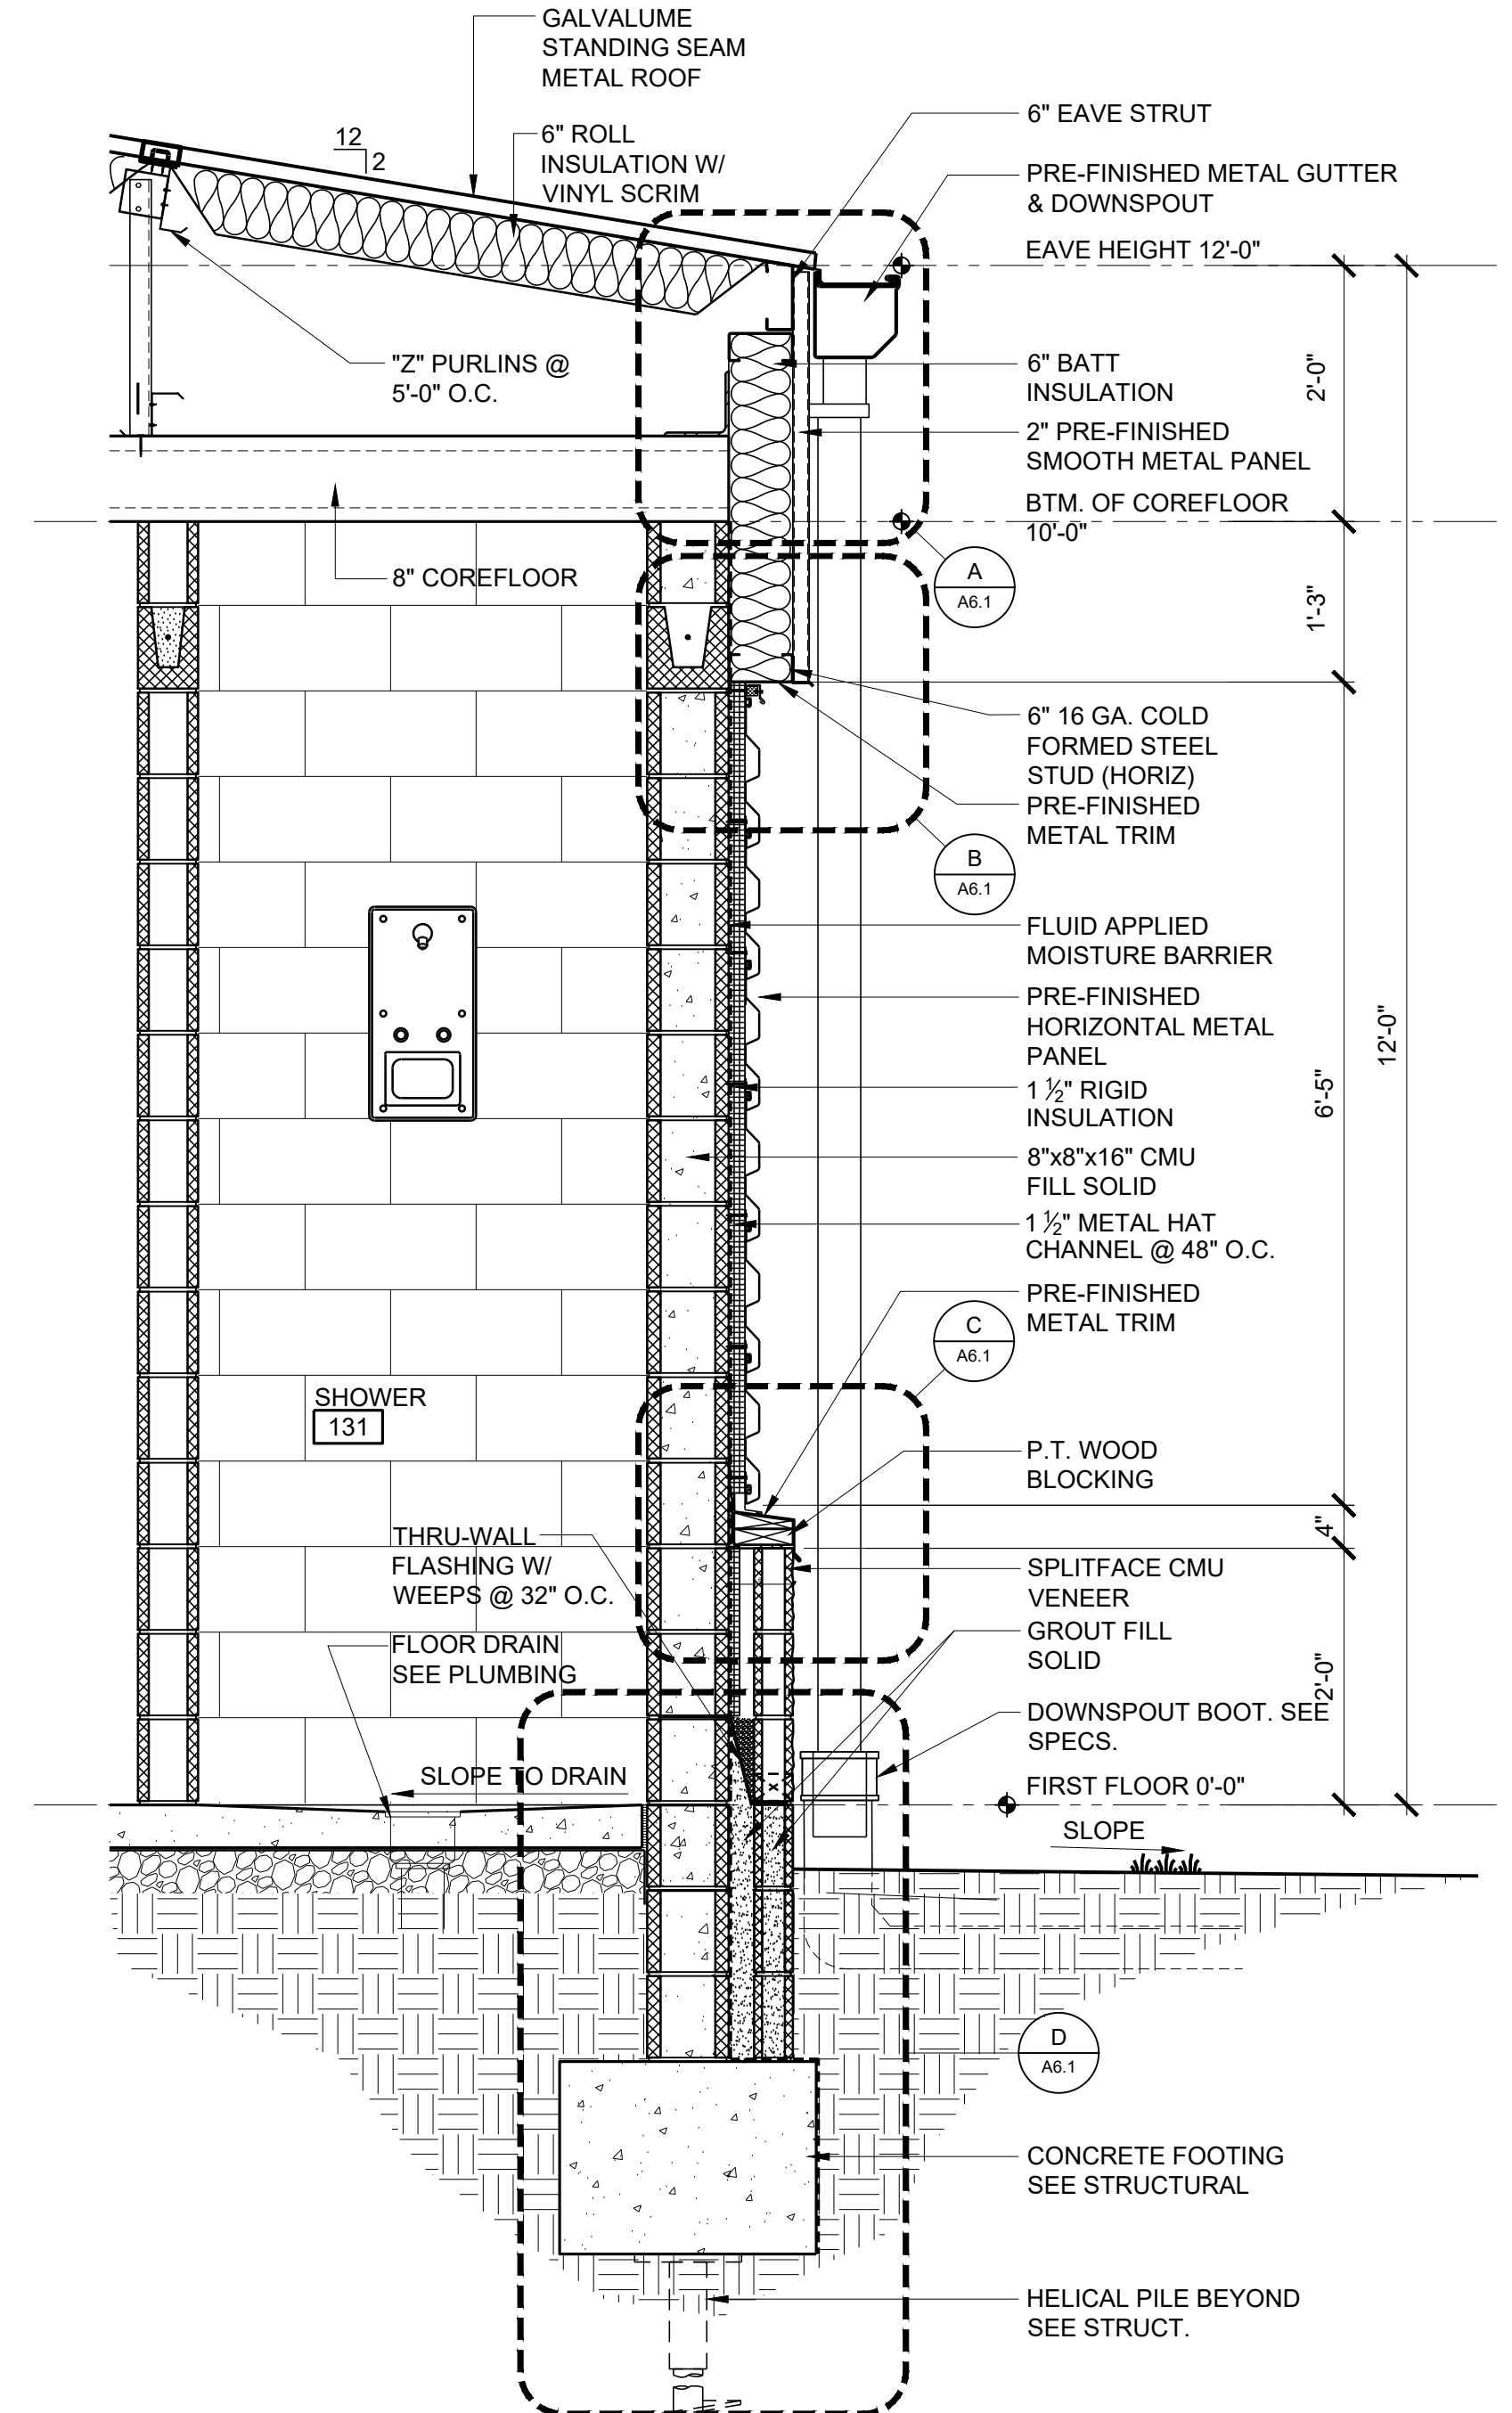 GALVALUME
STANDING SEAM
METAL ROOF
12
2
6" ROLL
INSULATION W/
VINYL SCRIM
6" EAVE STRUT
PRE-FINISHED METAL GUTTER
& DOWNSPOUT
EAVE HEIGHT 12'-0"
"Z" PURLINS @
5'-0" O.C.
6" BATT
INSULATION
2'-0"
2" PRE-FINISHED
SMOOTH METAL PANEL
BTM. OF COREFLOOR
10'-0"
8" COREFLOOR
A
A6.1
1'-3"
6" 16 GA. COLD
FORMED STEEL
STUD (HORIZ)
PRE-FINISHED
METAL TRIM
B
A6.1
FLUID APPLIED
MOISTURE BARRIER
PRE-FINISHED
HORIZONTAL METAL
PANEL
12'-0"
1 ½" RIGID
INSULATION
6'-5"
8"x8"x16" CMU
FILL SOLID
1 ½" METAL HAT
CHANNEL @ 48" O.C.
PRE-FINISHED
METAL TRIM
C
A6.1
SHOWER
131
P.T. WOOD
BLOCKING
4"
THRU-WALL
FLASHING W/
WEEPS @ 32" O.C.
SPLITFACE CMU
VENEER
GROUT FILL
SOLID
FLOOR DRAIN
SEE PLUMBING
2'-0"
DOWNSPOUT BOOT. SEE
SPECS.
SLOPE TO DRAIN
FIRST FLOOR 0'-0"
SLOPE
D
A6.1
CONCRETE FOOTING
SEE STRUCTURAL
HELICAL PILE BEYOND
SEE STRUCT.